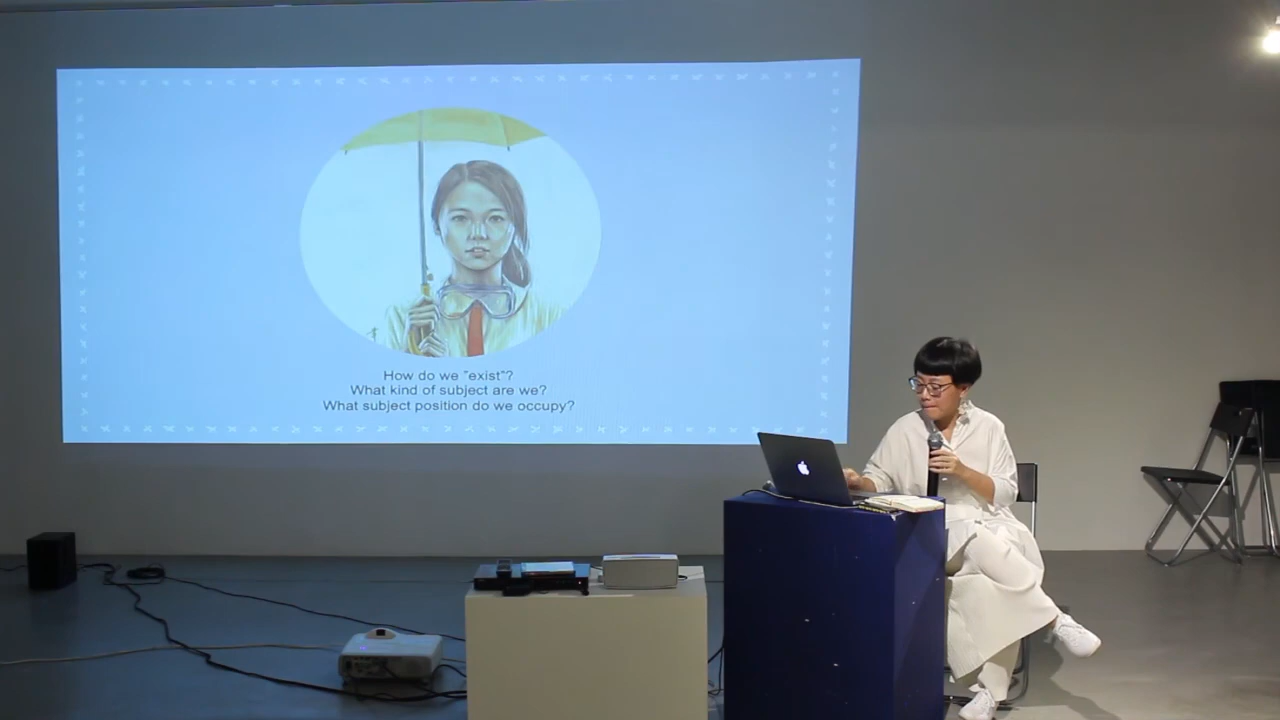 How do we "exist"?
What kind of subject are we?
What subject position do we occupy?